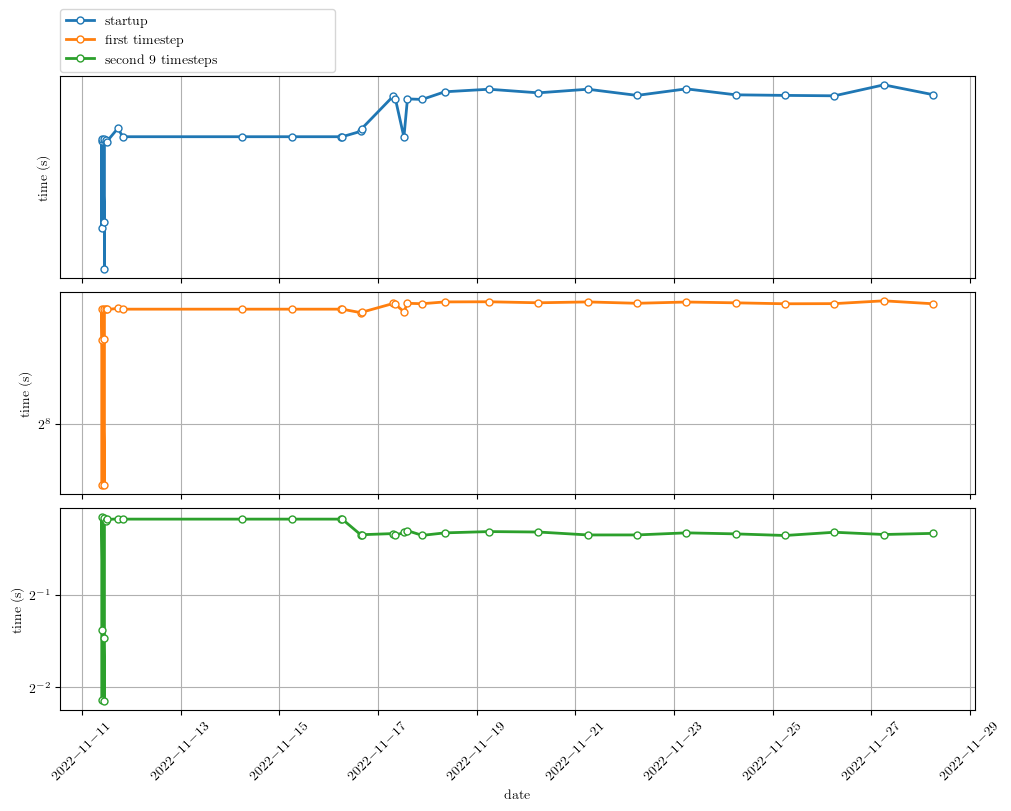 startup
first timestep
second 9 timesteps
time (s)
time (s)
2^8
time (s)
2^−1
2^−2
2022−11−11
2022−11−13
2022−11−15
2022−11−17
2022−11−19
2022−11−21
2022−11−23
2022−11−25
2022−11−27
2022−11−29
date